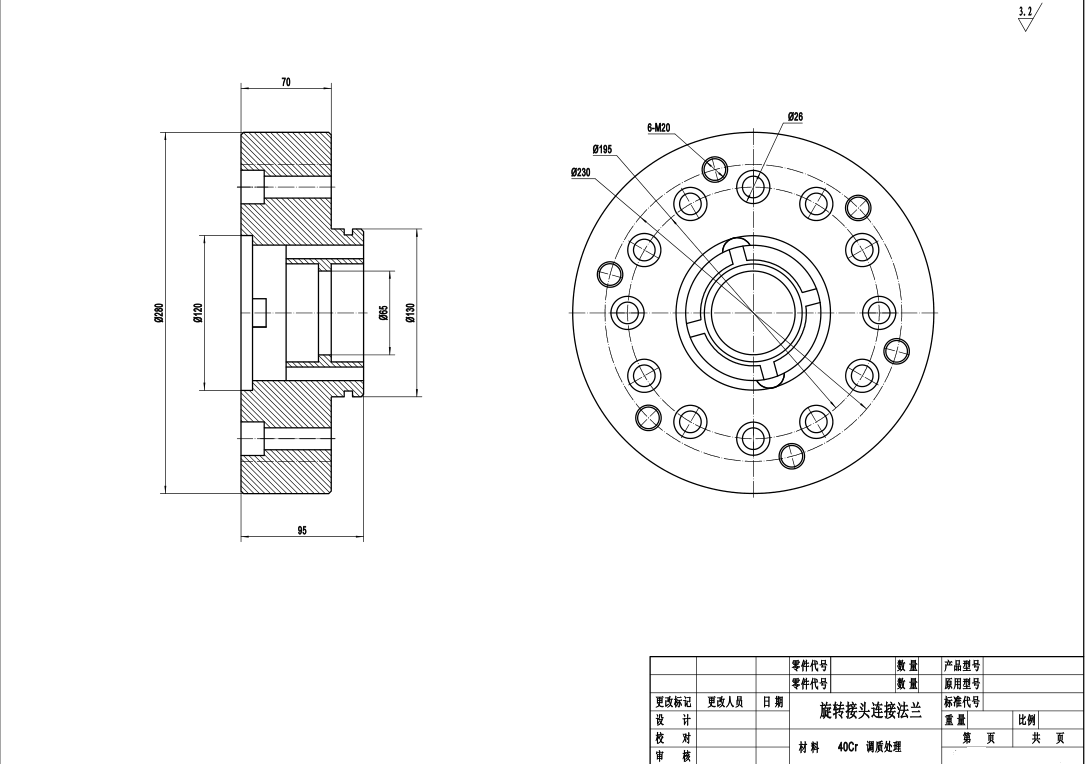 3.2
70
Ø280
Ø120
Ø65
Ø130
95
6-M20
Ø26
Ø195
Ø230
零件代号 数量 产品型号
零件代号 数量 原用型号
更改标记 更改人员 日期 标准代号
设计 旋转接头连接法兰 重量 比例
校对 材料 40Cr 调质处理 第 页 共 页
审核